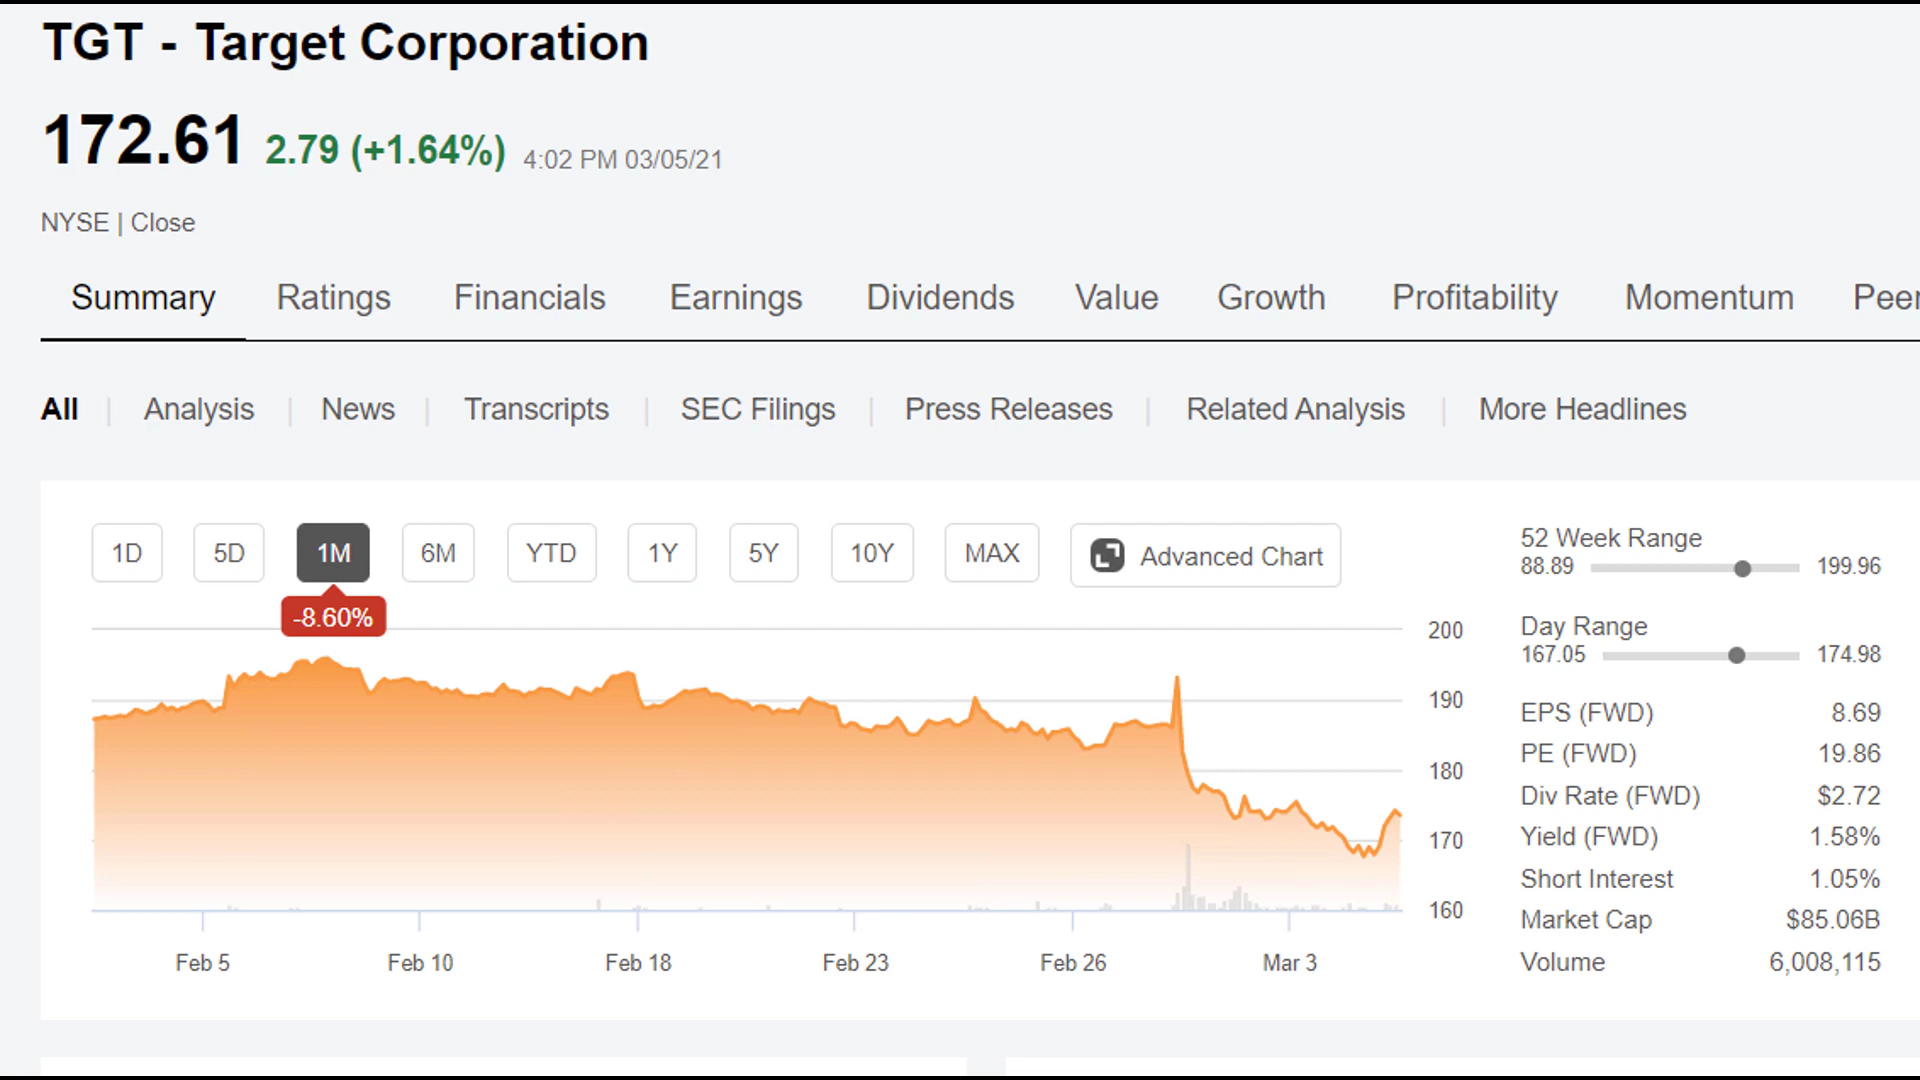 TGT - Target Corporation
172.61 2.79 (+1.64%) 4:02 PM 03/05/21
NYSE | Close
Summary Ratings Financials Earnings Dividends Value Growth Profitability Momentum Peer
All | Analysis | News | Transcripts | SEC Filings | Press Releases | Related Analysis | More Headlines
1D 5D 1M 6M YTD 1Y 5Y 10Y MAX Advanced Chart
-8.60%
200
190
180
170
160
Feb 5 Feb 10 Feb 18 Feb 23 Feb 26 Mar 3
52 Week Range
88.89 199.96
Day Range
167.05 174.98
EPS (FWD) 8.69
PE (FWD) 19.86
Div Rate (FWD) $2.72
Yield (FWD) 1.58%
Short Interest 1.05%
Market Cap $85.06B
Volume 6,008,115